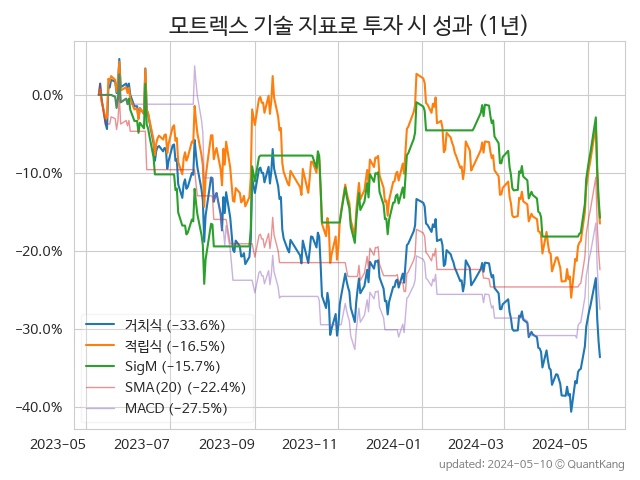 모트렉스 기술 지표로 투자 시 성과 (1년)
0.0%
−10.0%
−20.0%
−30.0%
−40.0%
거치식 (−33.6%)
적립식 (−16.5%)
SigM (−15.7%)
SMA(20) (−22.4%)
MACD (−27.5%)
2023−05 2023−07 2023−09 2023−11 2024−01 2024−03 2024−05
updated: 2024−05−10 © QuantKang